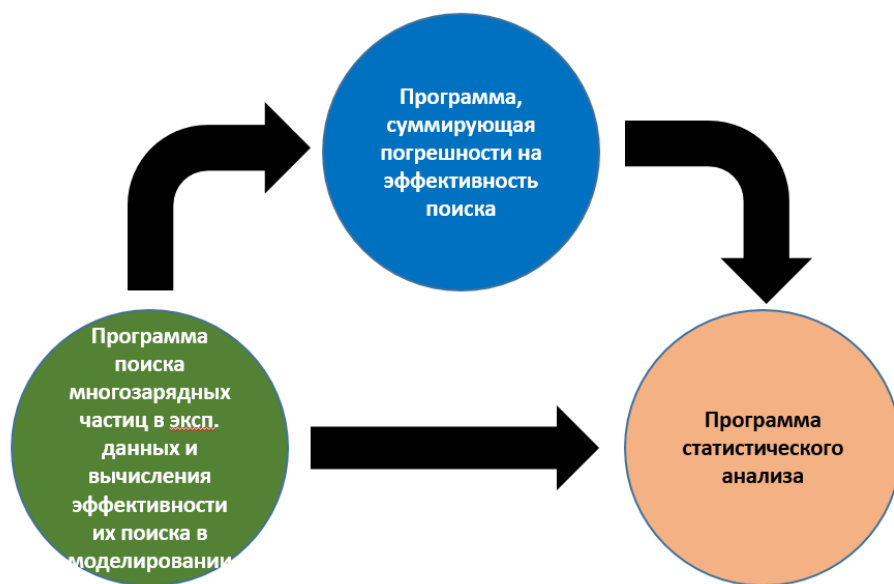 Программа,
суммирующая
погрешности на
эффективность
поиска
Программа
поиска
многозарядных
частиц в эксп.
данных и
вычисления
эффективности
их поиска в
моделировании
Программа
статистического
анализа